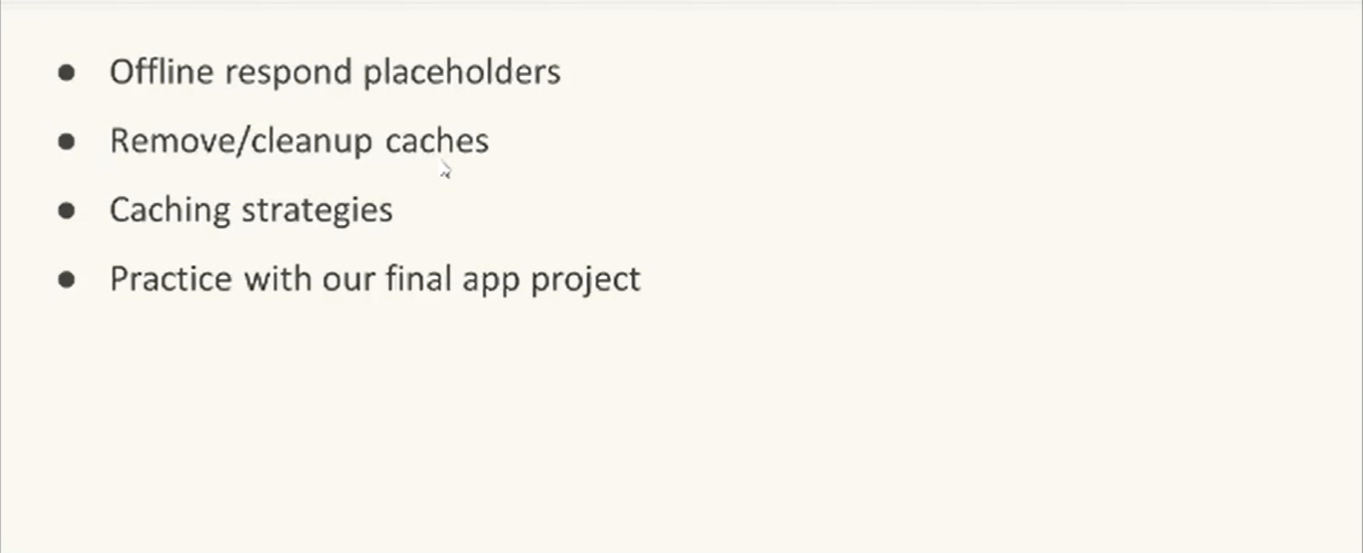 ● Offline respond placeholders
● Remove/cleanup caches
● Caching strategies
● Practice with our final app project